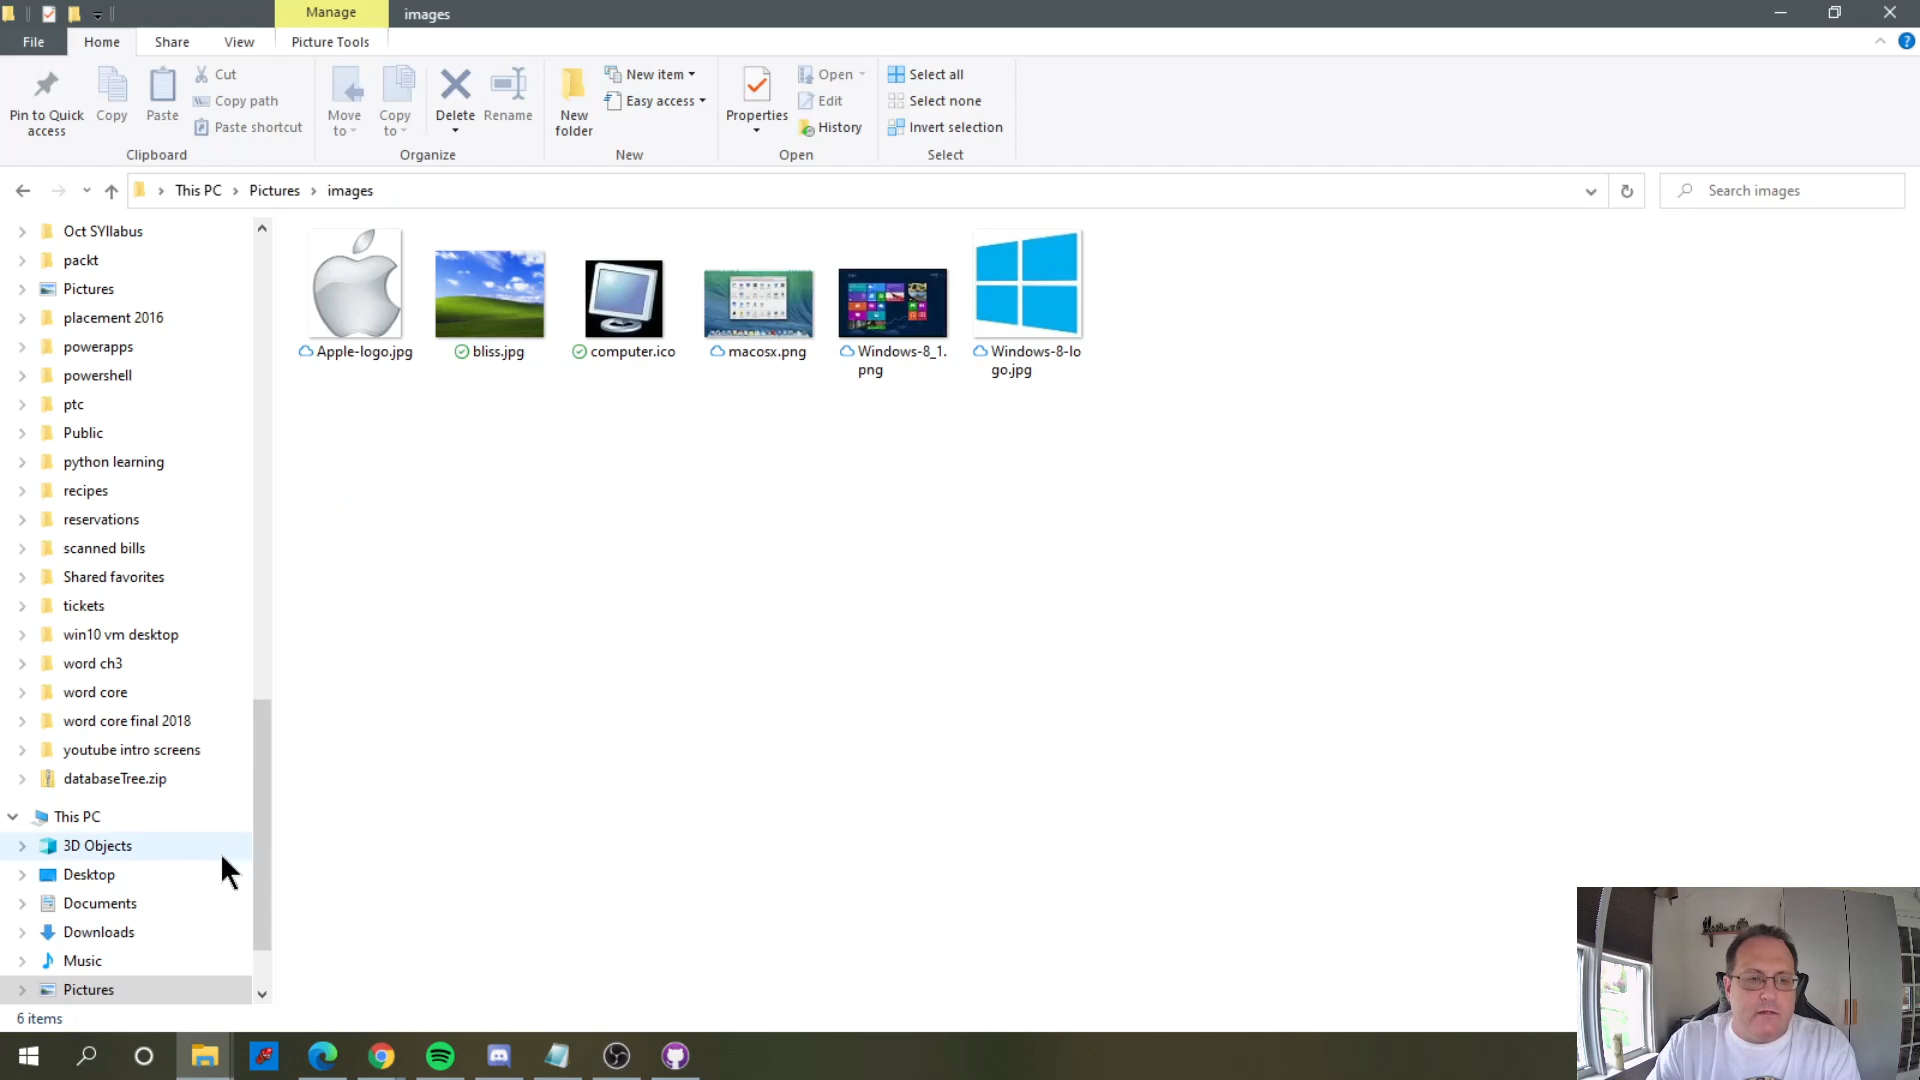 Manage
images
File
Home
Share
View
Picture Tools
Pin to Quick access
Copy
Paste
Cut
Copy path
Paste shortcut
Clipboard
Move to
Copy to
Delete
Rename
Organize
New folder
New item
Easy access
New
Properties
Open
Edit
History
Open
Select all
Select none
Invert selection
Select
This PC
Pictures
images
Search images
Oct SYllabus
packt
Pictures
placement 2016
powerapps
powershell
ptc
Public
python learning
recipes
reservations
scanned bills
Shared favorites
tickets
win10 vm desktop
word ch3
word core
word core final 2018
youtube intro screens
databaseTree.zip
This PC
3D Objects
Desktop
Documents
Downloads
Music
Pictures
Apple-logo.jpg
bliss.jpg
computer.ico
macosx.png
Windows-8_1.
png
Windows-8-lo
go.jpg
6 items